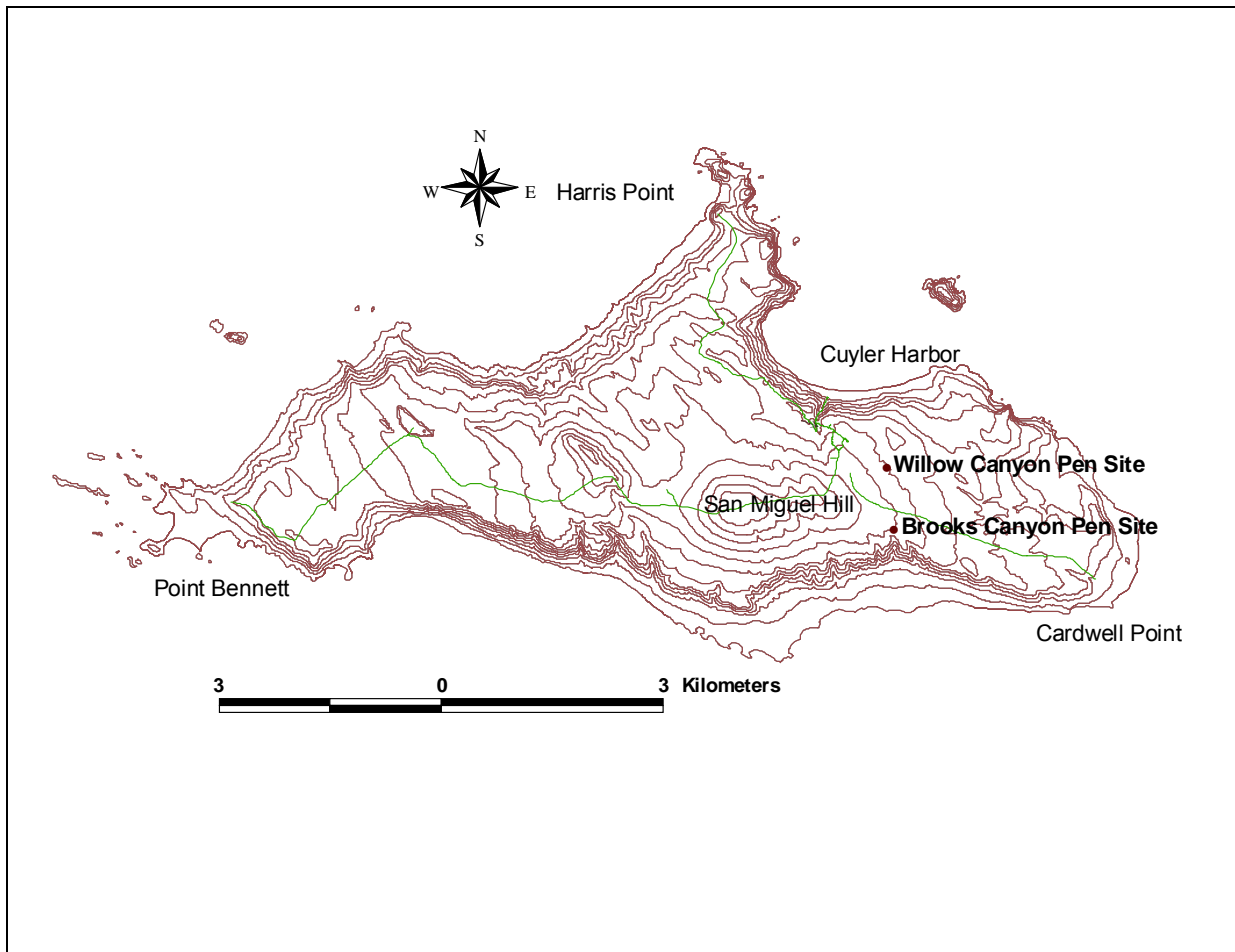 N
W E
S
Harris Point
Cuyler Harbor
Willow Canyon Pen Site
San Miguel Hill
Brooks Canyon Pen Site
Point Bennett
Cardwell Point
3 0 3 Kilometers